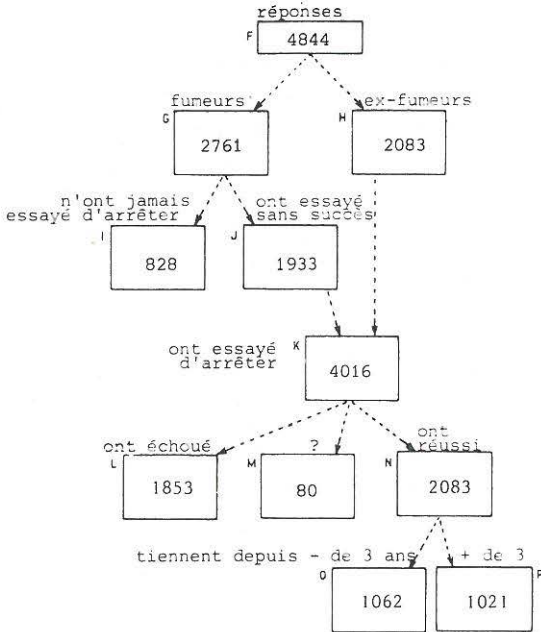 réponses
F 4844
fumeurs ex-fumeurs
G H
2761 2083
n'ont jamais ont essayé
essayé d'arrêter sans succès
I J
828 1933
ont essayé K
d'arrêter
4016
ont échoué ? ont
réussi
L M N
1853 80 2083
tiennent depuis - de 3 ans + de 3
O P
1062 1021